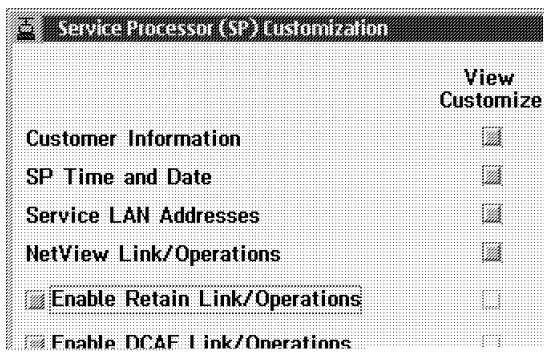 Service Processor (SP) Customization
View
Customize
Customer Information
SP Time and Date
Service LAN Addresses
NetView Link/Operations
Enable Retain Link/Operations
Enable DCAF Link/Operations